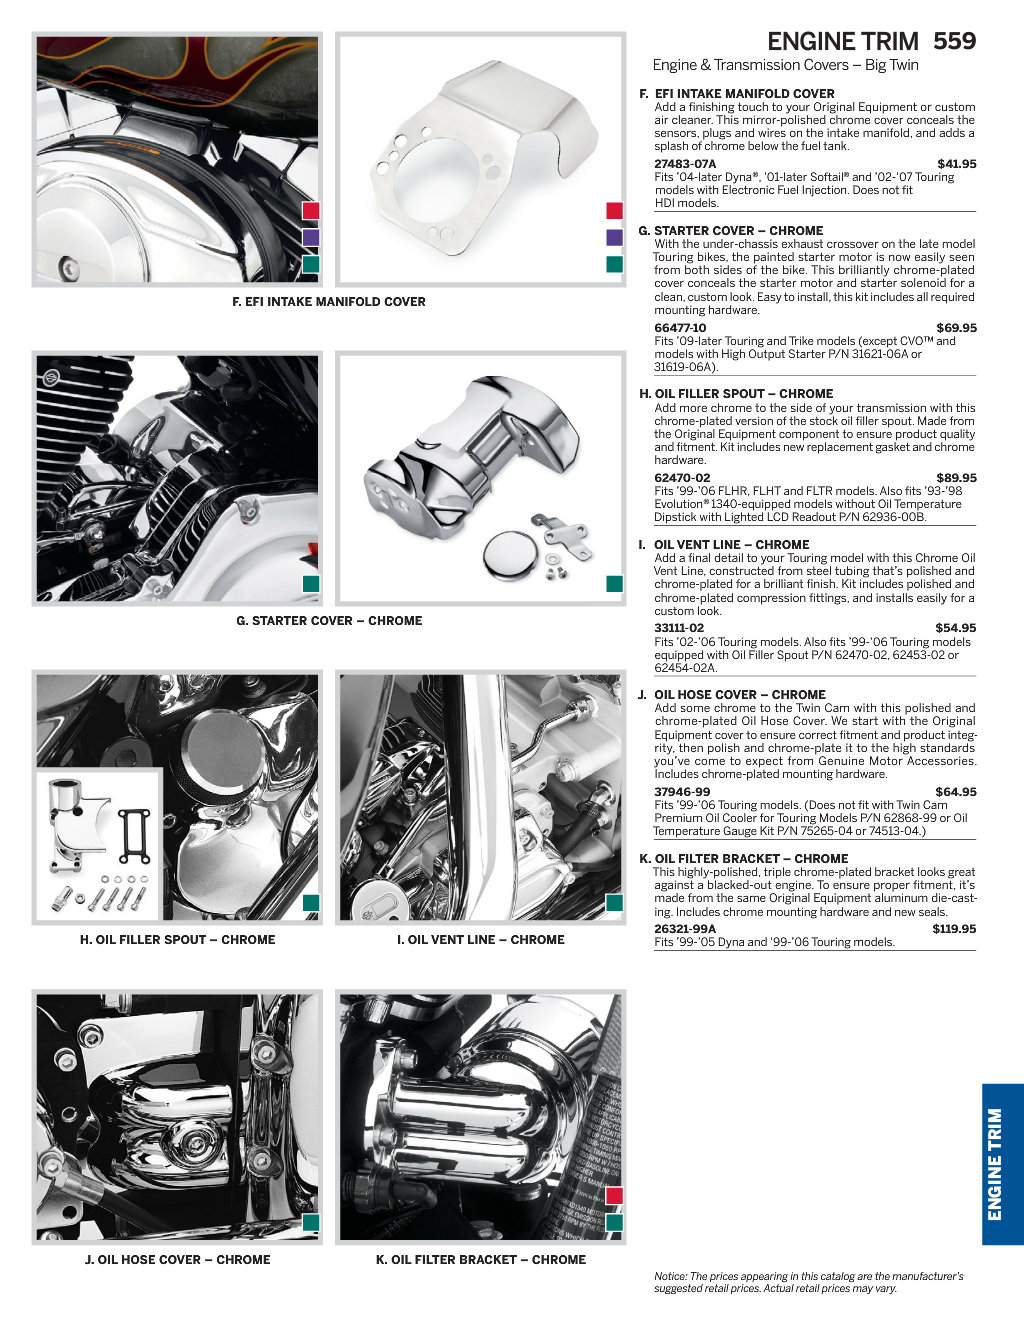 ENGINE TRIM 559
Engine & Transmission Covers – Big Twin
F. EFI INTAKE MANIFOLD COVER
G. STARTER COVER – CHROME
H. OIL FILLER SPOUT – CHROME
I. OIL VENT LINE – CHROME
J. OIL HOSE COVER – CHROME
K. OIL FILTER BRACKET – CHROME
F. EFI INTAKE MANIFOLD COVER
Add a finishing touch to your Original Equipment or custom
air cleaner. This mirror-polished chrome cover conceals the
sensors, plugs and wires on the intake manifold, and adds a
splash of chrome below the fuel tank.
27483-07A $41.95
Fits ’04-later Dyna®, ’01-later Softail® and ’02-’07 Touring
models with Electronic Fuel Injection. Does not fit
HDI models.
G. STARTER COVER – CHROME
With the under-chassis exhaust crossover on the late model
Touring bikes, the painted starter motor is now easily seen
from both sides of the bike. This brilliantly chrome-plated
cover conceals the starter motor and starter solenoid for a
clean, custom look. Easy to install, this kit includes all required
mounting hardware.
66477-10 $69.95
Fits ’09-later Touring and Trike models (except CVO™ and
models with High Output Starter P/N 31621-06A or
31619-06A).
H. OIL FILLER SPOUT – CHROME
Add more chrome to the side of your transmission with this
chrome-plated version of the stock oil filler spout. Made from
the Original Equipment component to ensure product quality
and fitment. Kit includes new replacement gasket and chrome
hardware.
62470-02 $89.95
Fits ’99-’06 FLHR, FLHT and FLTR models. Also fits ’93-’98
Evolution® 1340-equipped models without Oil Temperature
Dipstick with Lighted LCD Readout P/N 62936-00B.
I. OIL VENT LINE – CHROME
Add a final detail to your Touring model with this Chrome Oil
Vent Line, constructed from steel tubing that’s polished and
chrome-plated for a brilliant finish. Kit includes polished and
chrome-plated compression fittings, and installs easily for a
custom look.
33111-02 $54.95
Fits ’02-’06 Touring models. Also fits ’99-’06 Touring models
equipped with Oil Filler Spout P/N 62470-02, 62453-02 or
62454-02A.
J. OIL HOSE COVER – CHROME
Add some chrome to the Twin Cam with this polished and
chrome-plated Oil Hose Cover. We start with the Original
Equipment cover to ensure correct fitment and product integ-
rity, then polish and chrome-plate it to the high standards
you’ve come to expect from Genuine Motor Accessories.
Includes chrome-plated mounting hardware.
37946-99 $64.95
Fits ’99-’06 Touring models. (Does not fit with Twin Cam
Premium Oil Cooler for Touring Models P/N 62868-99 or Oil
Temperature Gauge Kit P/N 75265-04 or 74513-04.)
K. OIL FILTER BRACKET – CHROME
This highly-polished, triple chrome-plated bracket looks great
against a blacked-out engine. To ensure proper fitment, it’s
made from the same Original Equipment aluminum die-cast-
ing. Includes chrome mounting hardware and new seals.
26321-99A $119.95
Fits ’99-’05 Dyna and ’99-’06 Touring models.
ENGINE TRIM
Notice: The prices appearing in this catalog are the manufacturer’s
suggested retail prices. Actual retail prices may vary.